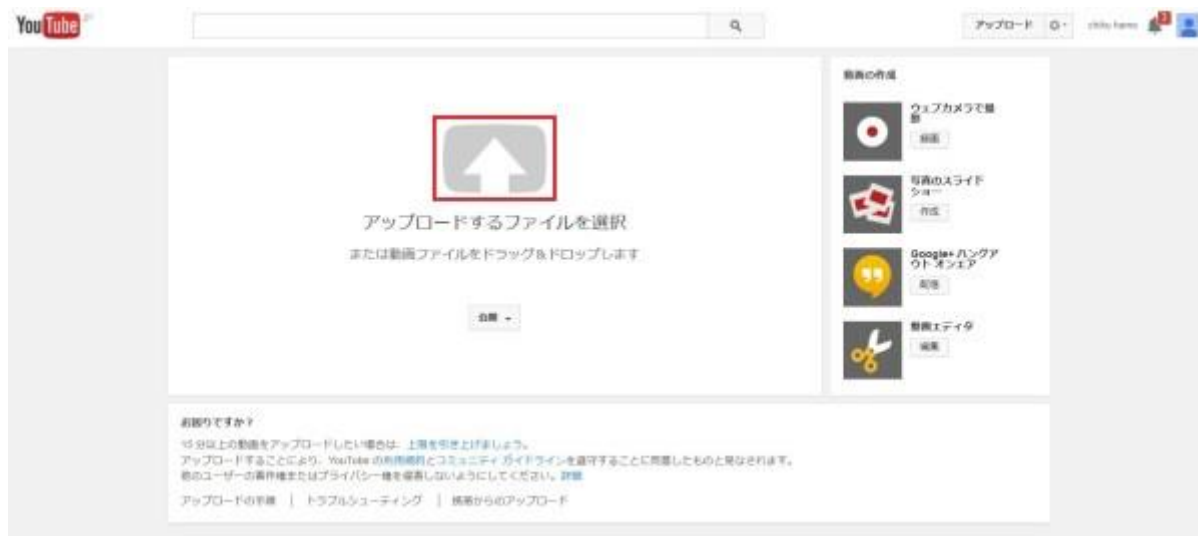 YouTube
アップロード
アップロードするファイルを選択
または動画ファイルをドラッグ&ドロップします
公開
動画の作成
ウェブカメラで撮
影
録画
写真のスライド
ショー
作成
Google+ ハングア
ウト オンエア
配信
動画エディタ
編集
お困りですか?
15 分以上の動画をアップロードしたい場合は、上限を引き上げましょう。
アップロードすることにより、YouTube の利用規約とコミュニティ ガイドラインを遵守することに同意したものと見なされます。
他のユーザーの著作権またはプライバシー権を侵害しないようにしてください。詳細
アップロードの手順 | トラブルシューティング | 携帯からのアップロード